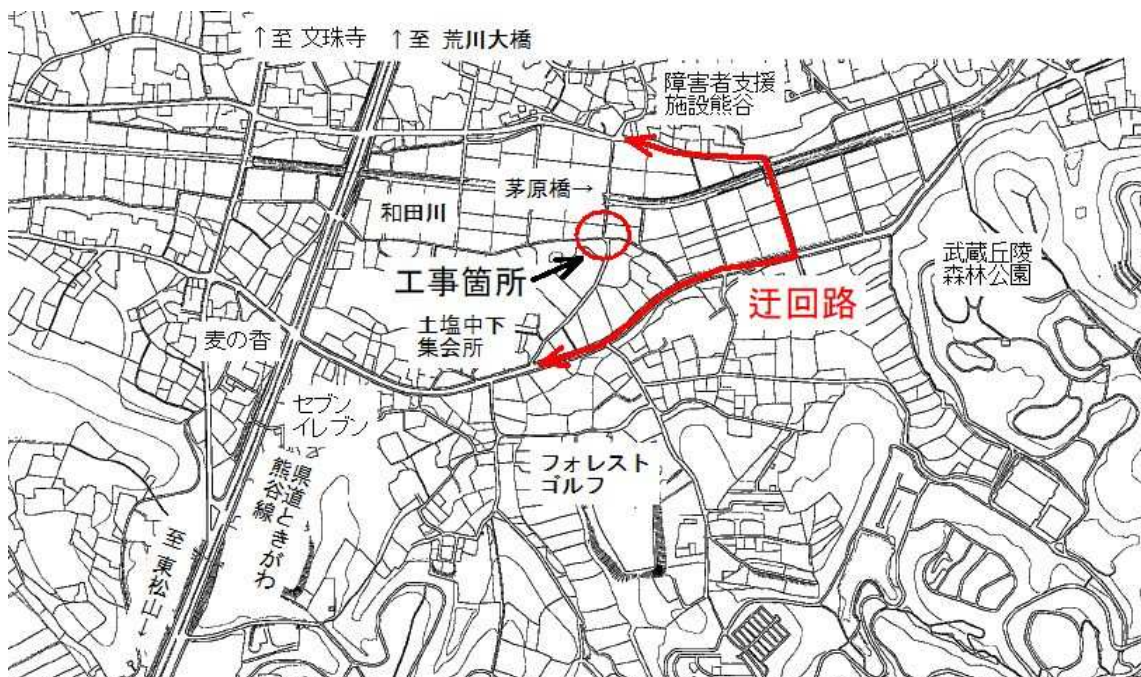 ↑至 文珠寺
↑至 荒川大橋
障害者支援
施設熊谷
茅原橋→
和田川
工事箇所
武蔵丘陵
森林公園
迂回路
土塩中下
集会所
麦の香
セブン
イレブン
フォレスト
ゴルフ
県道ときがわ
熊谷線
至 東松山↓